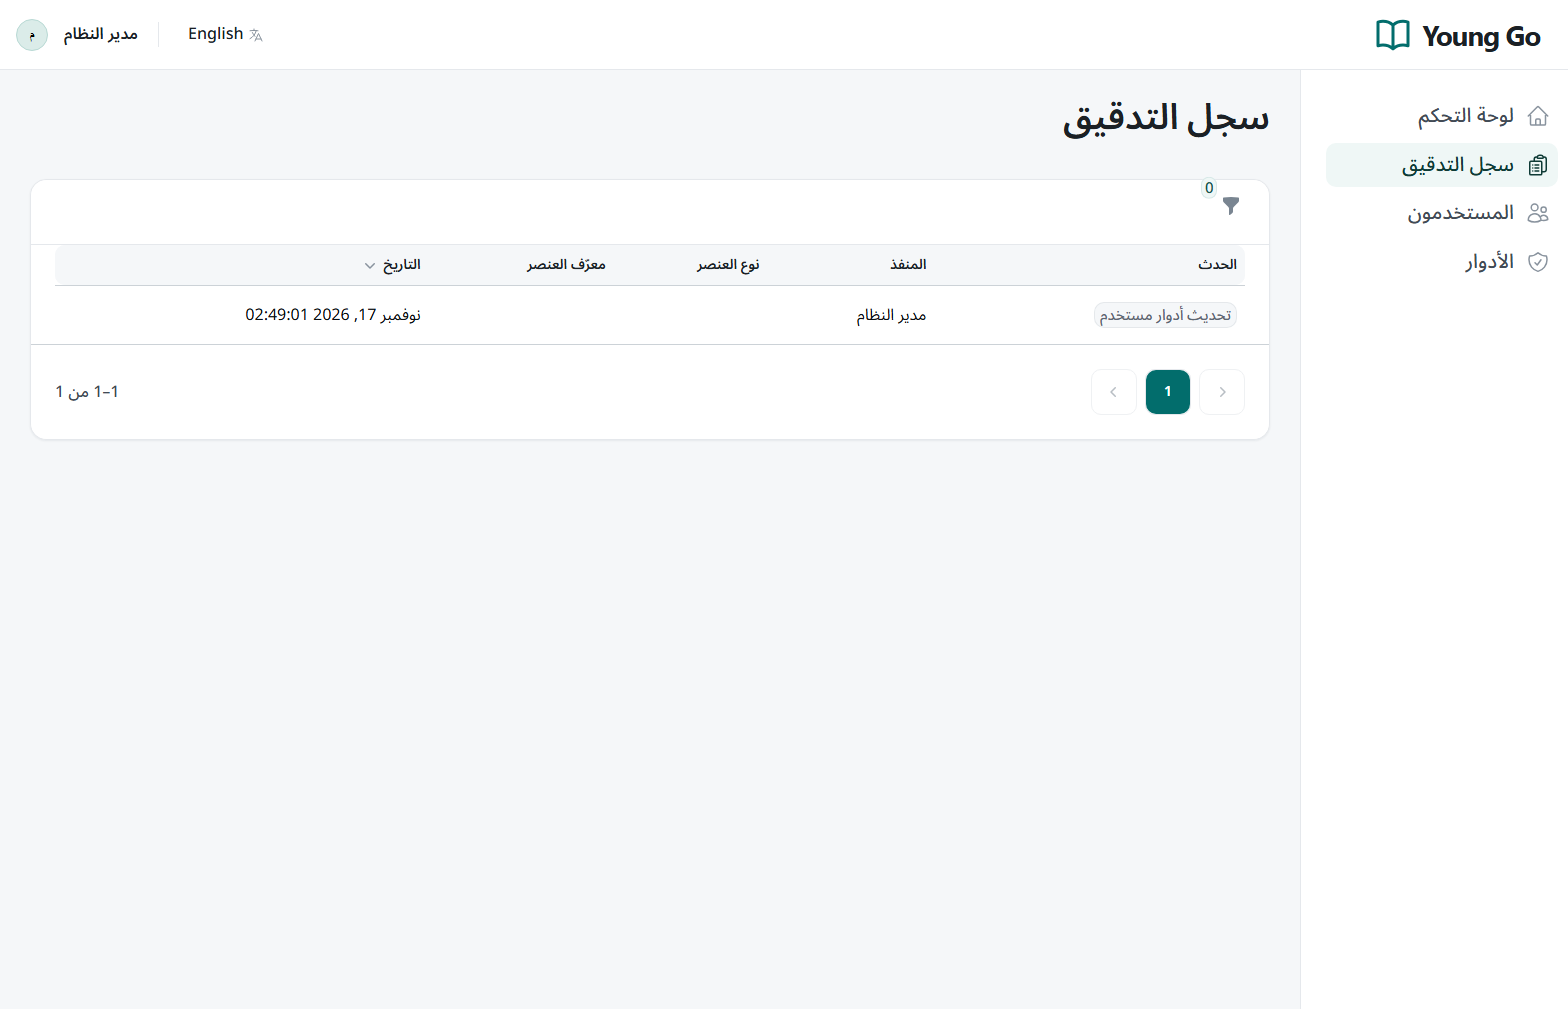 Young Go
English
مدير النظام
م
لوحة التحكم
سجل التدقيق
المستخدمون
الأدوار
سجل التدقيق
0
الحدث
المنفذ
نوع العنصر
معرّف العنصر
التاريخ
تحديث أدوار مستخدم
مدير النظام
نوفمبر 17, 2026 02:49:01
1
1–1 من 1